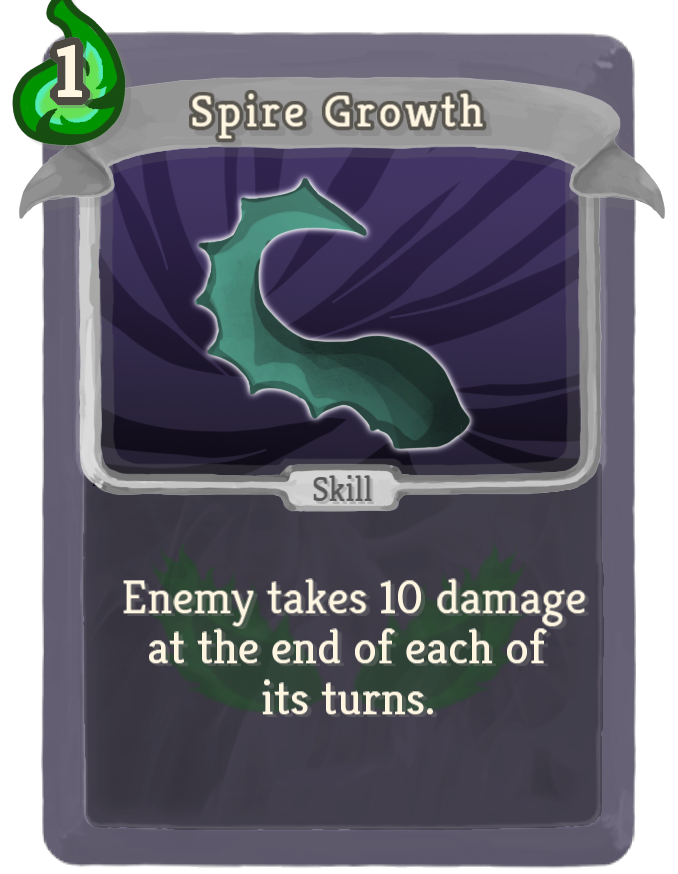 1
Spire Growth
Skill
Enemy takes 10 damage
at the end of each of
its turns.